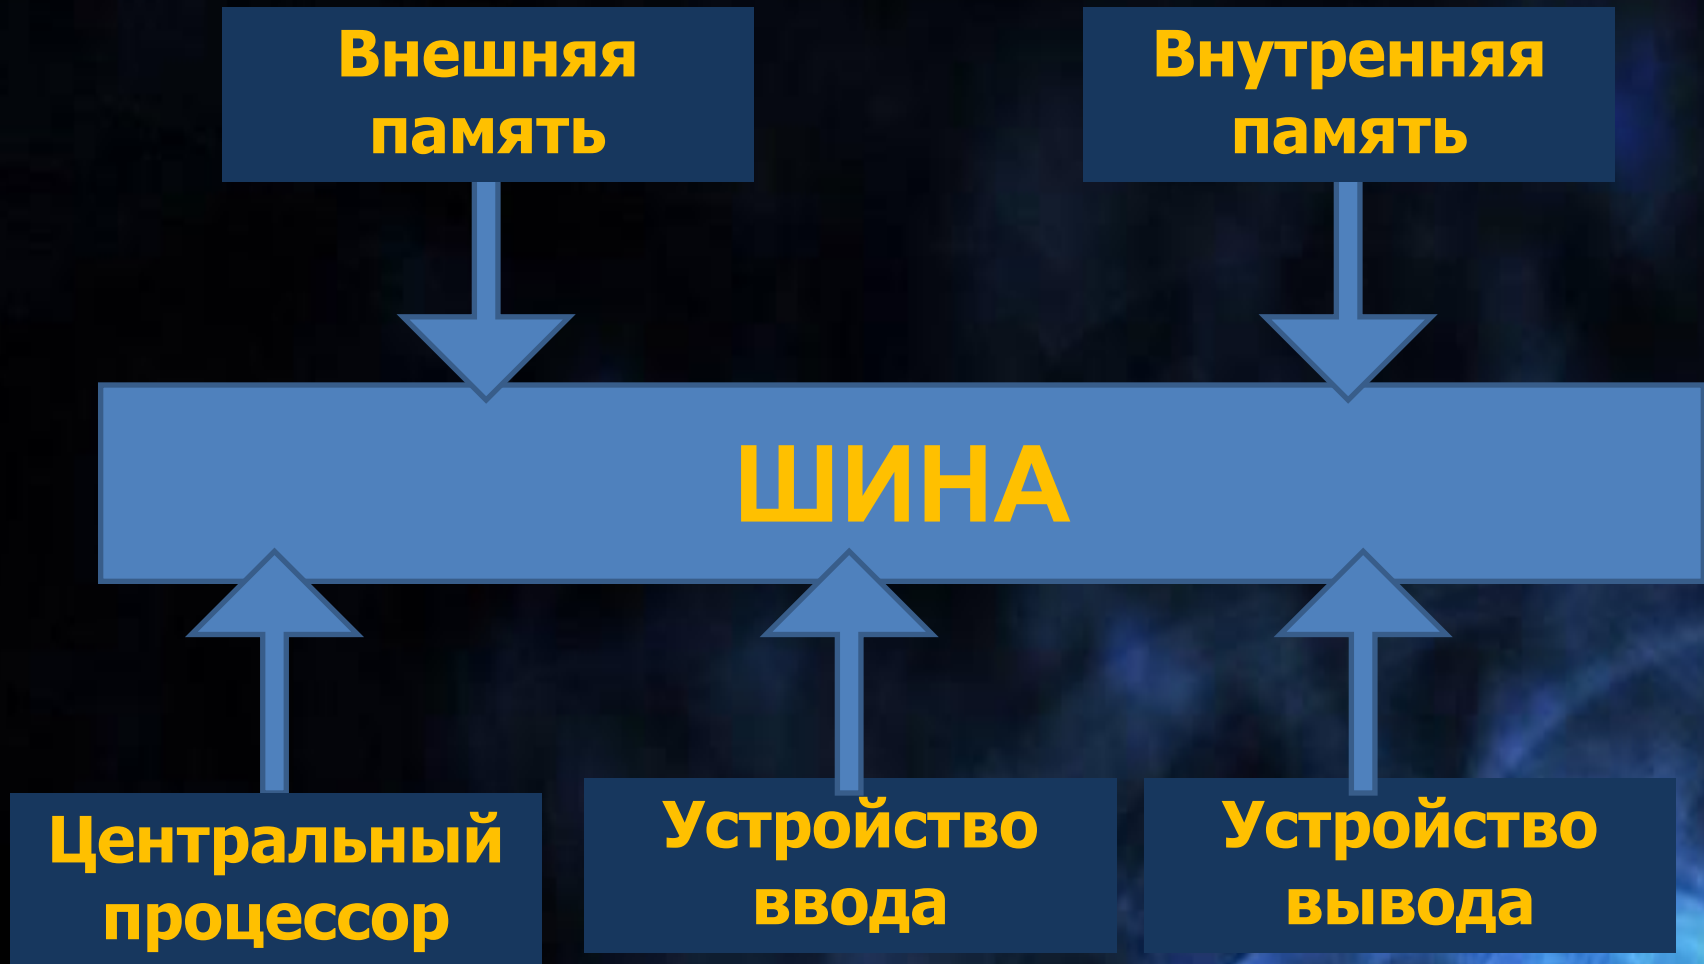 Внешняя
память
Внутренняя
память
ШИНА
Центральный
процессор
Устройство
ввода
Устройство
вывода